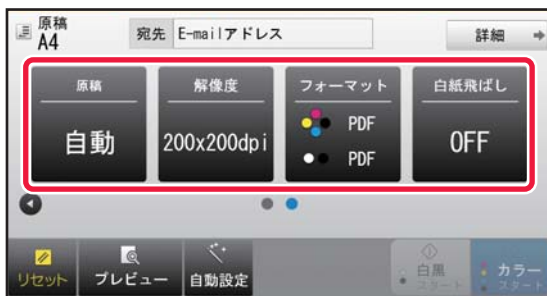 原稿
A4
宛先 E-mailアドレス
詳細
原稿
自動
解像度
200x200dpi
フォーマット
PDF
PDF
白紙飛ばし
OFF
リセット
プレビュー
自動設定
白黒
スタート
カラー
スタート